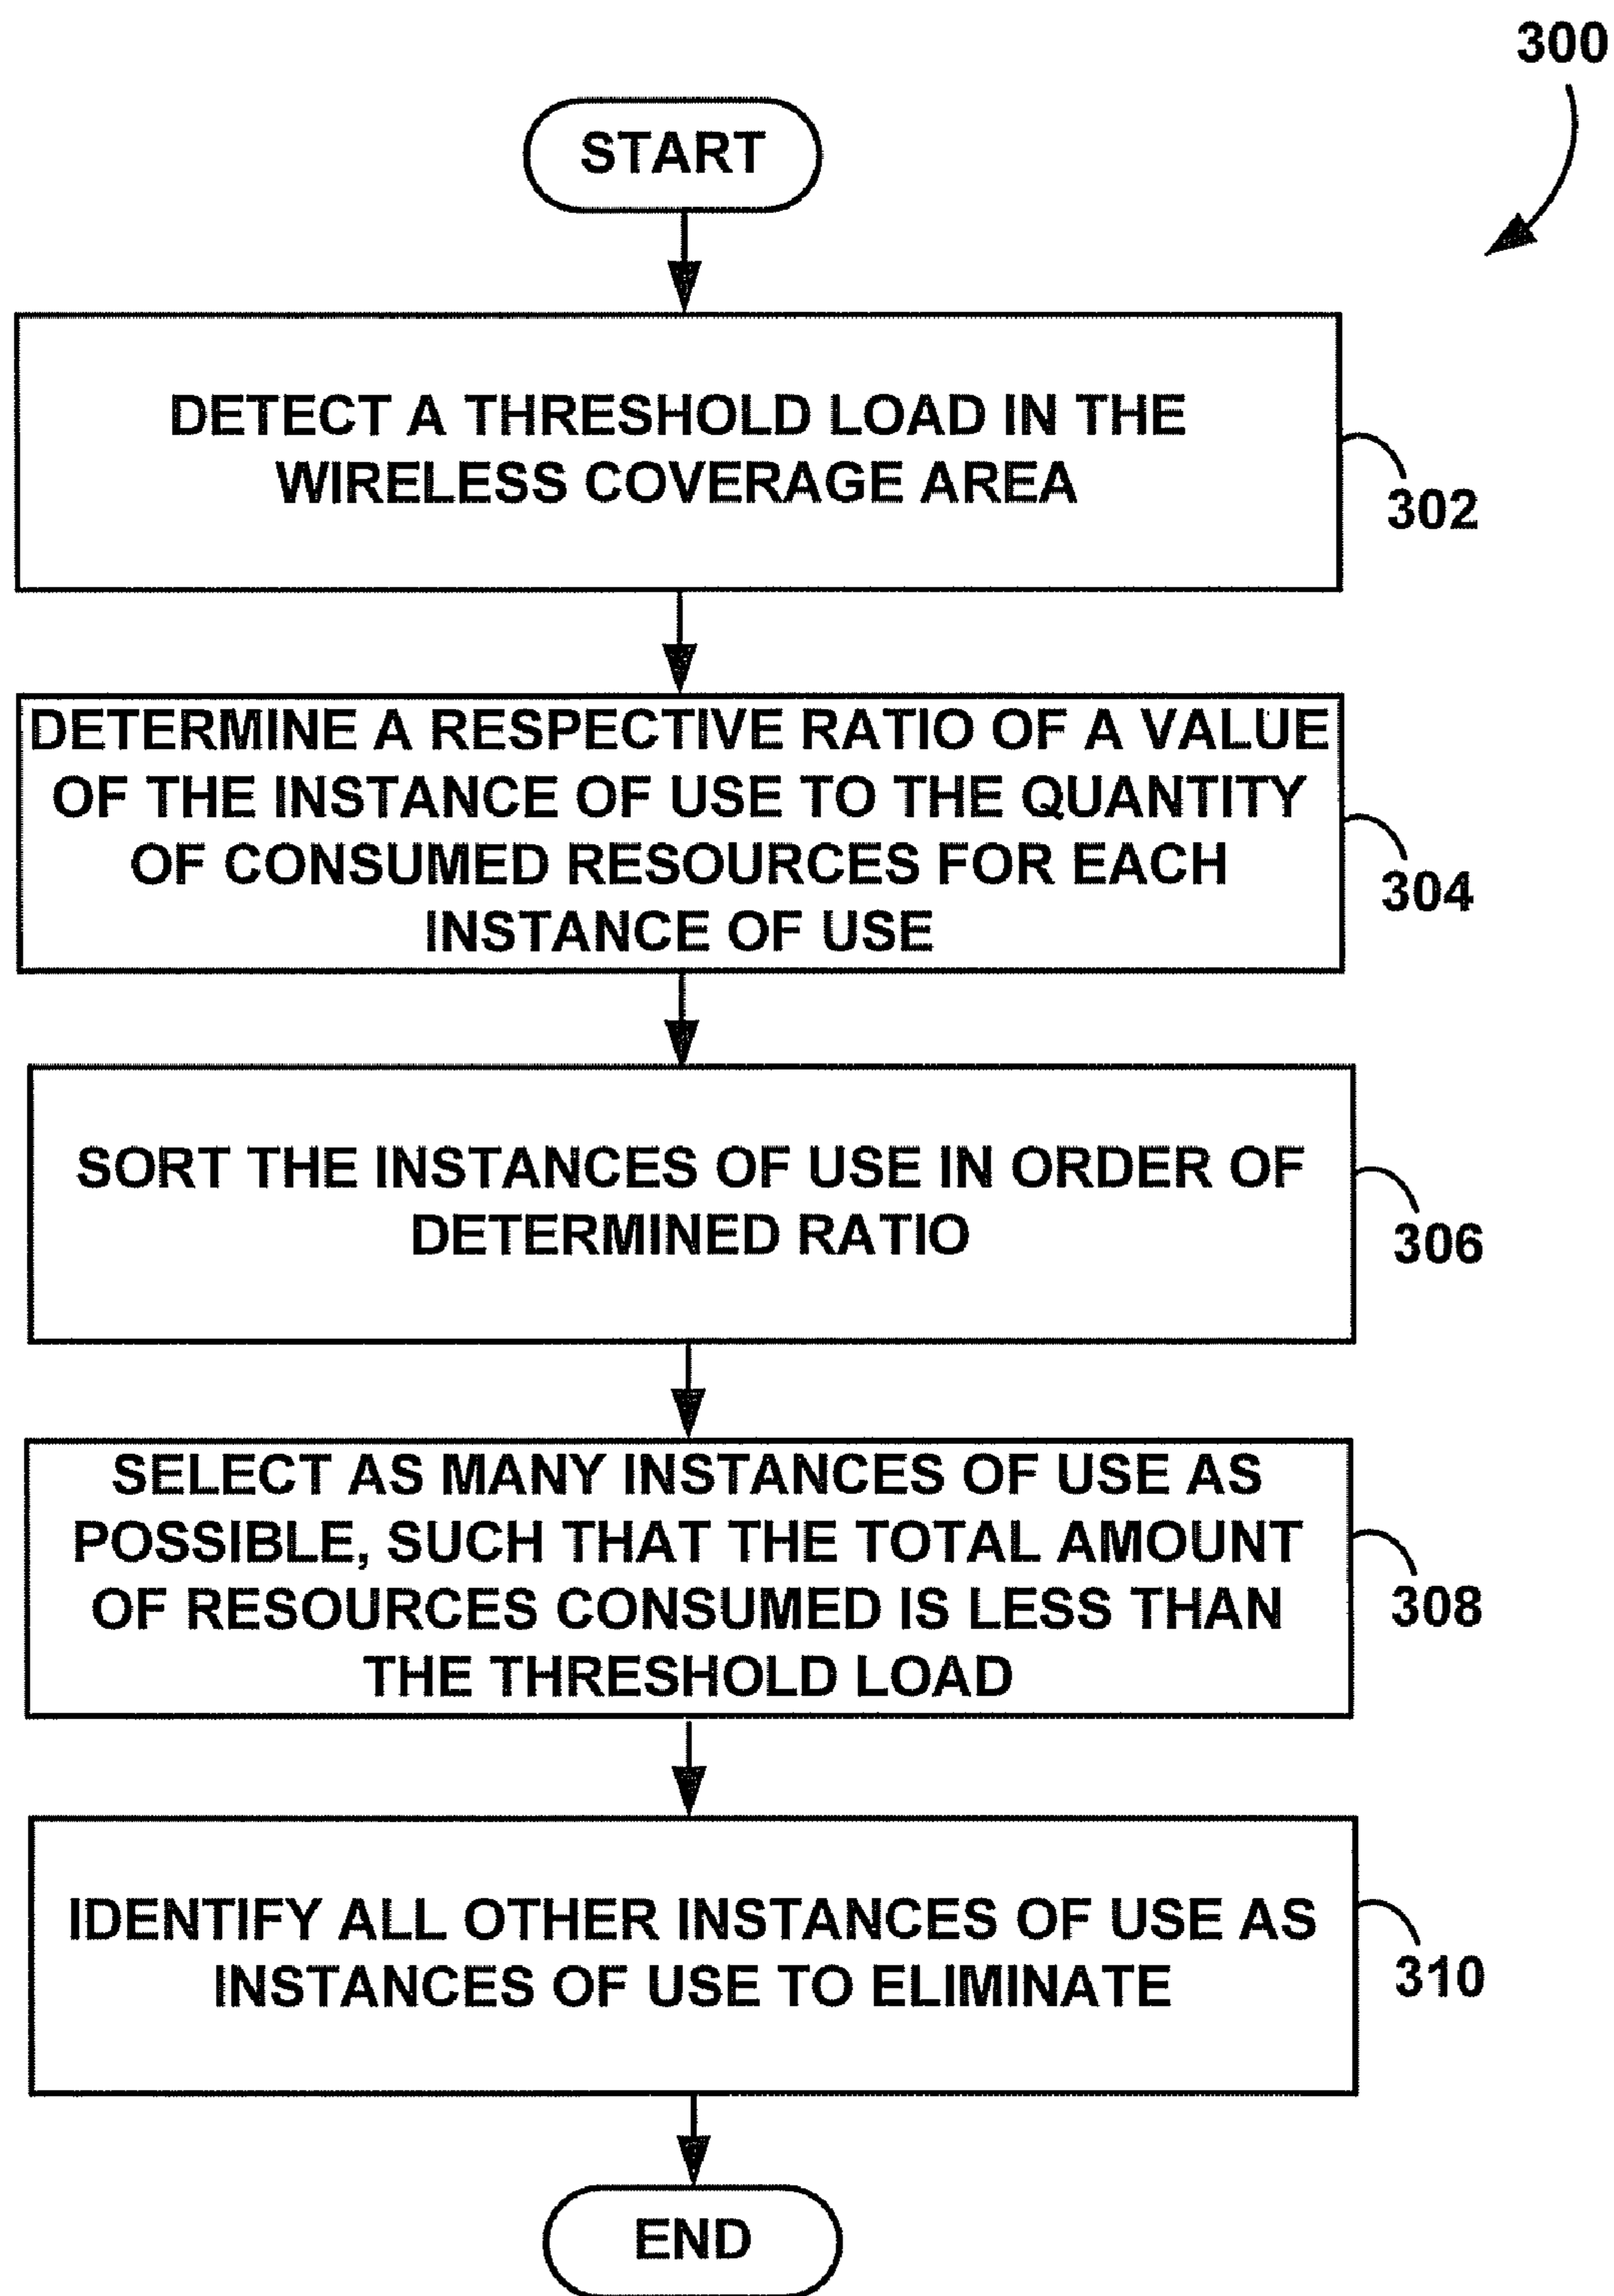 300
START
DETECT A THRESHOLD LOAD IN THE
WIRELESS COVERAGE AREA
302
DETERMINE A RESPECTIVE RATIO OF A VALUE
OF THE INSTANCE OF USE TO THE QUANTITY
OF CONSUMED RESOURCES FOR EACH
INSTANCE OF USE
304
SORT THE INSTANCES OF USE IN ORDER OF
DETERMINED RATIO
306
SELECT AS MANY INSTANCES OF USE AS
POSSIBLE, SUCH THAT THE TOTAL AMOUNT
OF RESOURCES CONSUMED IS LESS THAN
THE THRESHOLD LOAD
308
IDENTIFY ALL OTHER INSTANCES OF USE AS
INSTANCES OF USE TO ELIMINATE
310
END